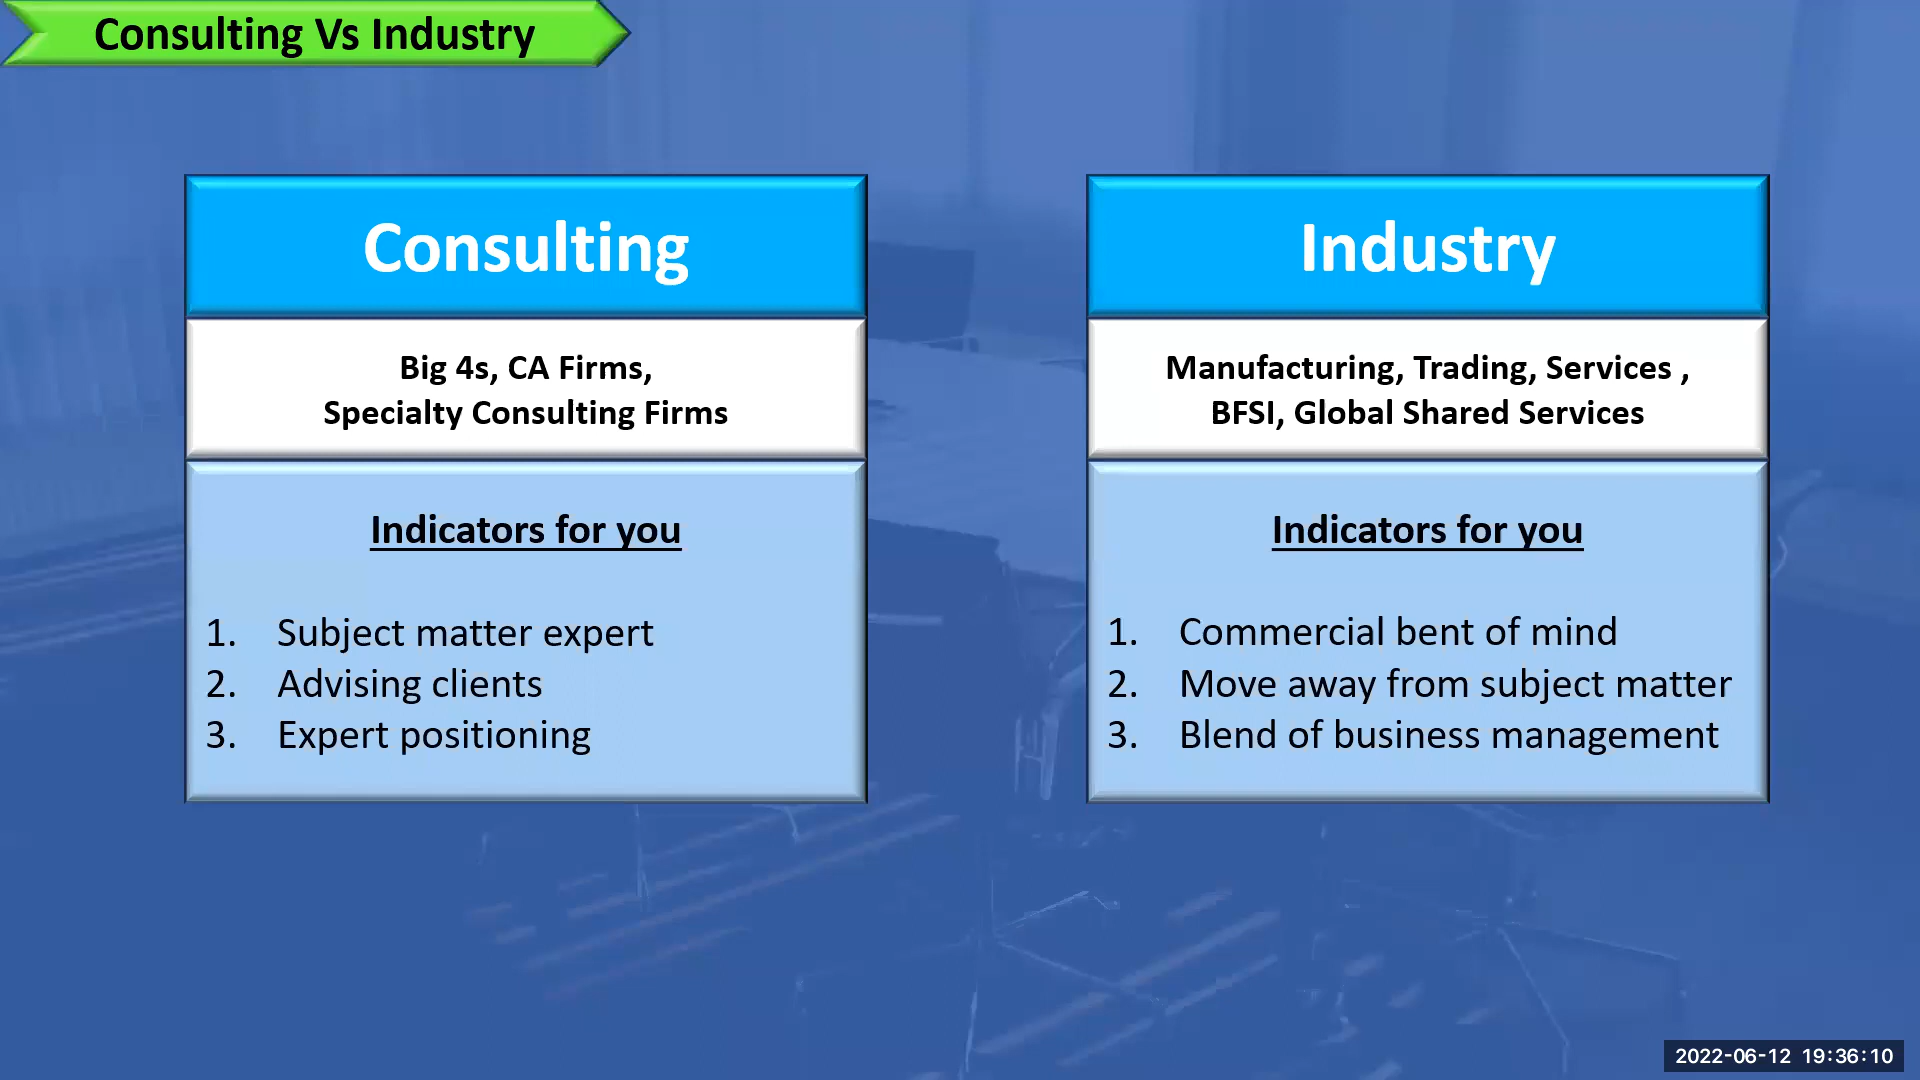 Consulting Vs Industry
Consulting
Big 4s, CA Firms,
Specialty Consulting Firms
Indicators for you
1. Subject matter expert
2. Advising clients
3. Expert positioning
Industry
Manufacturing, Trading, Services ,
BFSI, Global Shared Services
Indicators for you
1. Commercial bent of mind
2. Move away from subject matter
3. Blend of business management
2022-06-12 19:36:10